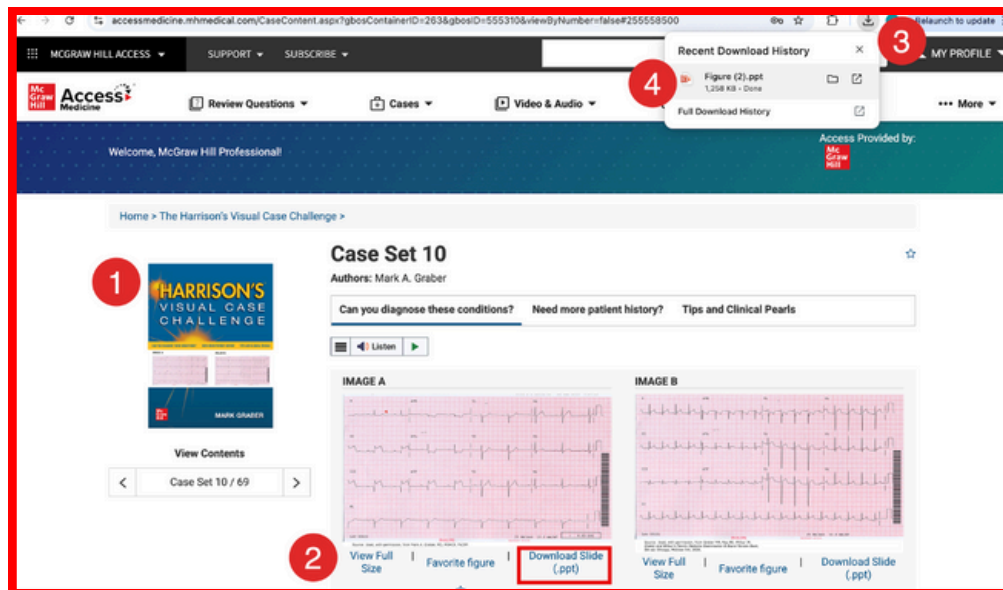 accessmedicine.mhmedical.com/CaseContent.aspx?gbosContainerID=263&gbosID=555310&viewByNumber=false#255558500
Relaunch to update
MCGRAW HILL ACCESS
SUPPORT
SUBSCRIBE
Recent Download History
3
MY PROFILE
4
Figure (2).ppt
1,258 KB • Done
Full Download History
Mc
Graw
Hill
Access
Medicine
Review Questions
Cases
Video & Audio
••• More
Welcome, McGraw Hill Professional!
Access Provided by:
Mc
Graw
Hill
Home > The Harrison's Visual Case Challenge >
1
HARRISON'S
VISUAL CASE
CHALLENGE
MARK GRABER
View Contents
Case Set 10 / 69
Case Set 10
Authors: Mark A. Graber
Can you diagnose these conditions?
Need more patient history?
Tips and Clinical Pearls
Listen
IMAGE A
IMAGE B
2
View Full
Size
|
Favorite figure
|
Download Slide
(.ppt)
View Full
Size
|
Favorite figure
|
Download Slide
(.ppt)